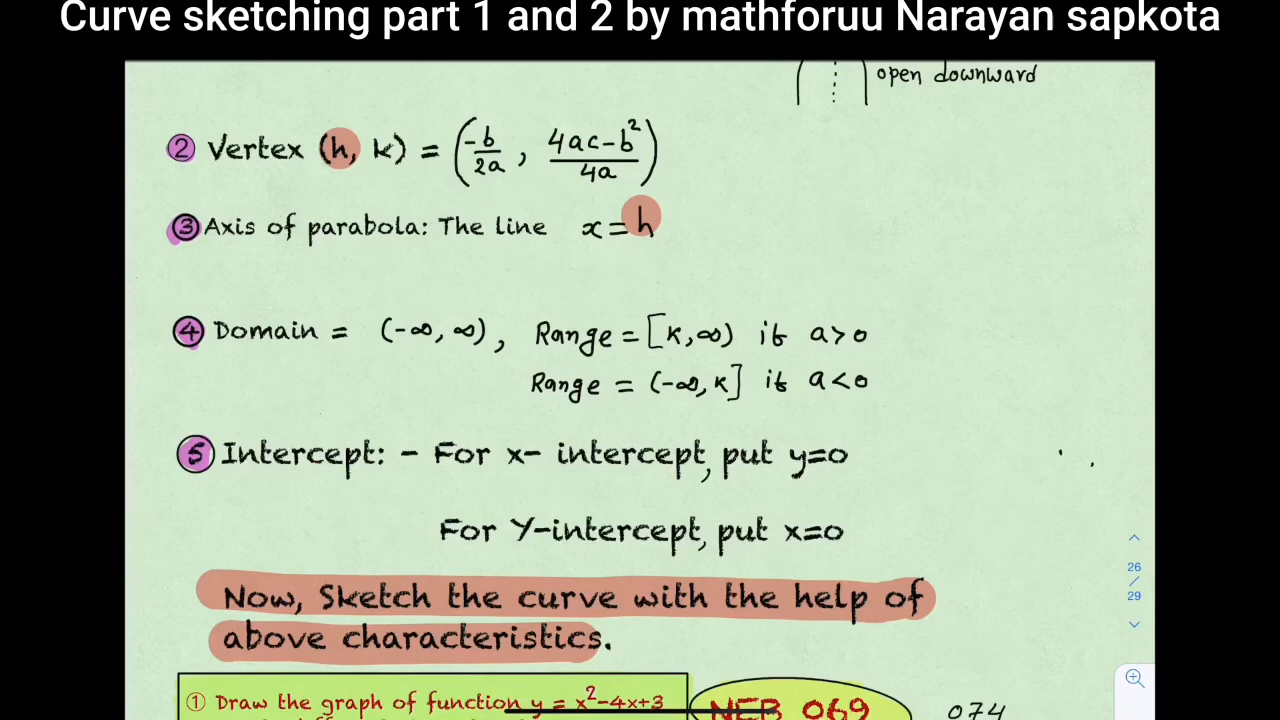 Curve sketching part 1 and 2 by mathforuu Narayan sapkota
open downward
② Vertex (h, k) = (-b/2a , 4ac-b²/4a)
③ Axis of parabola: The line x=h
④ Domain = (-∞, ∞), Range = [k,∞) if a>0
Range = (-∞, k] if a<0
⑤ Intercept: - For x- intercept, put y=0
For Y-intercept, put x=0
Now, Sketch the curve with the help of
above characteristics.
26
/
29
① Draw the graph of function y = x²-4x+3
NEB 069
074